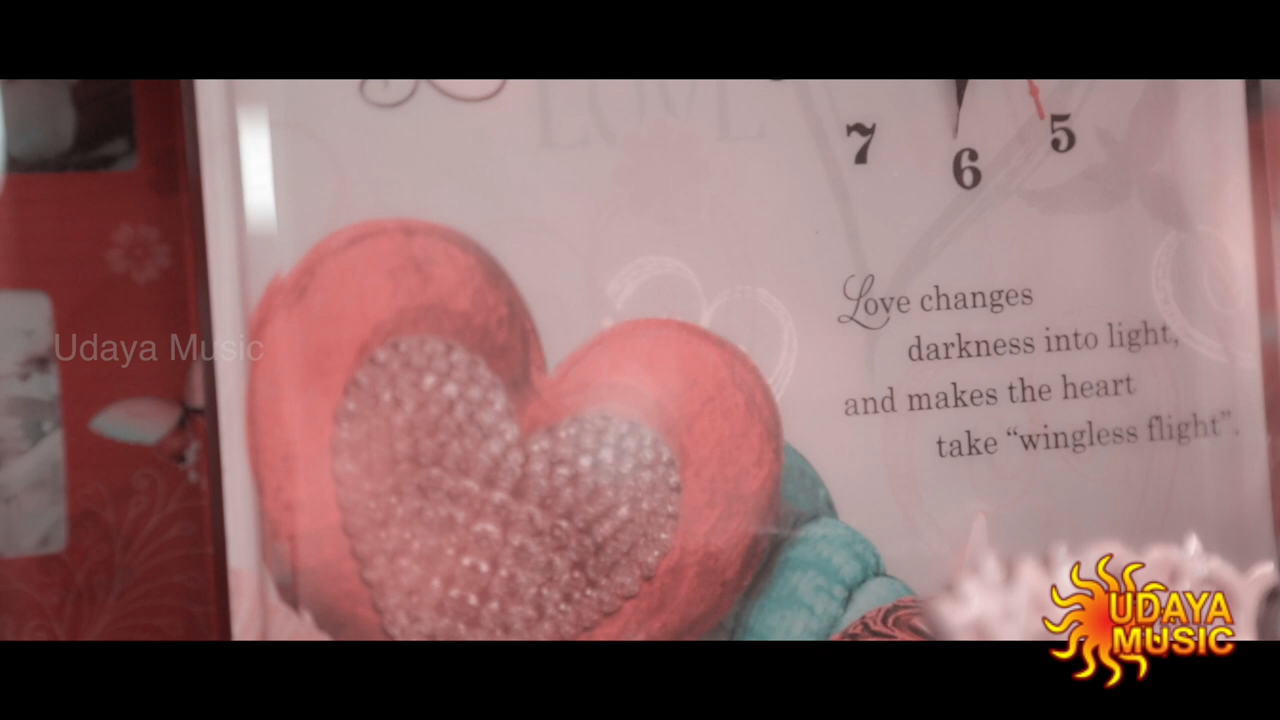 LOVE
7
6
5
Love changes
darkness into light,
and makes the heart
take “wingless flight”.
Udaya Music
UDAYA
MUSIC